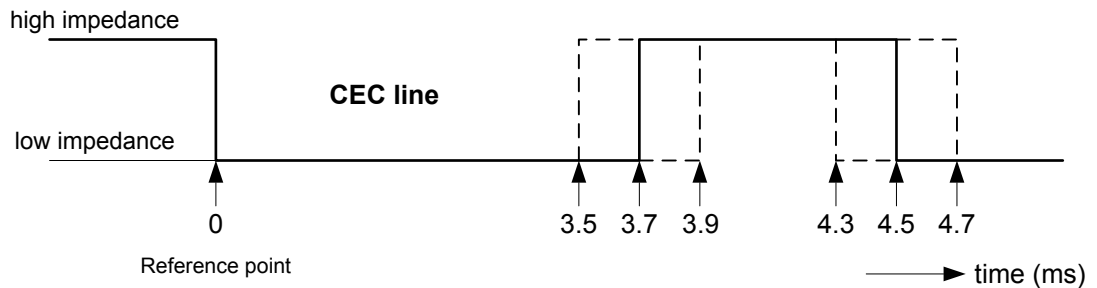 high impedance
CEC line
low impedance
0
3.5
3.7
3.9
4.3
4.5
4.7
Reference point
time (ms)